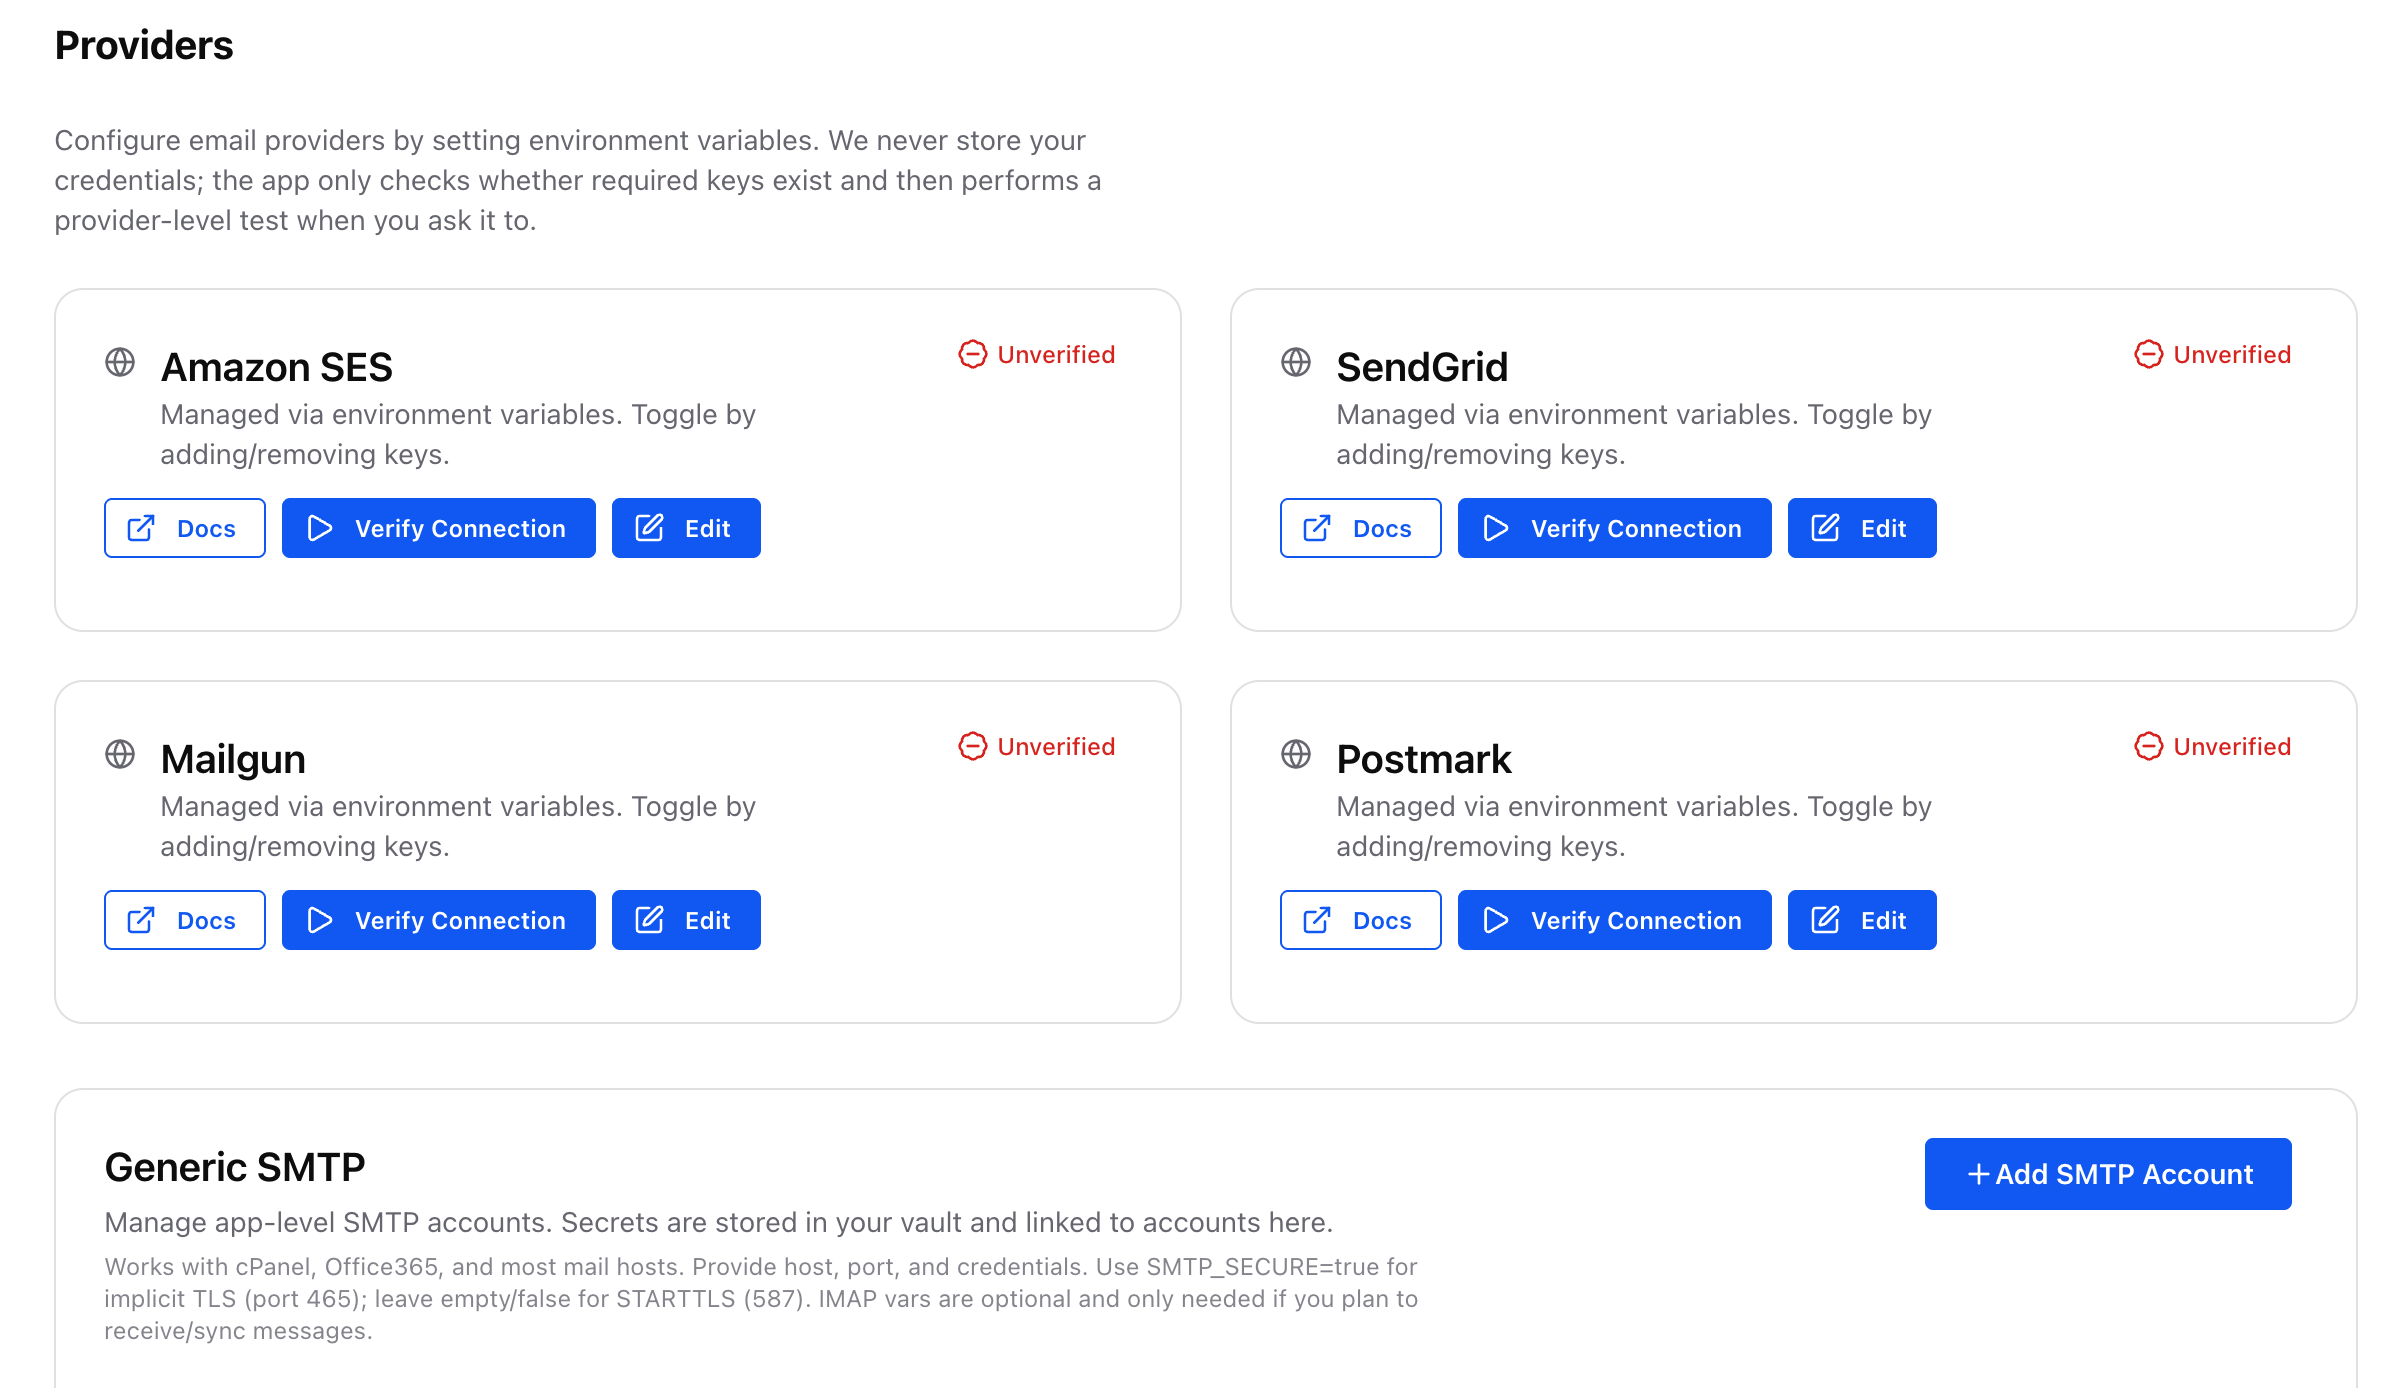 Providers
Configure email providers by setting environment variables. We never store your
credentials; the app only checks whether required keys exist and then performs a
provider-level test when you ask it to.
Amazon SES
Unverified
Managed via environment variables. Toggle by
adding/removing keys.
Docs
Verify Connection
Edit
SendGrid
Unverified
Managed via environment variables. Toggle by
adding/removing keys.
Docs
Verify Connection
Edit
Mailgun
Unverified
Managed via environment variables. Toggle by
adding/removing keys.
Docs
Verify Connection
Edit
Postmark
Unverified
Managed via environment variables. Toggle by
adding/removing keys.
Docs
Verify Connection
Edit
Generic SMTP
+Add SMTP Account
Manage app-level SMTP accounts. Secrets are stored in your vault and linked to accounts here.
Works with cPanel, Office365, and most mail hosts. Provide host, port, and credentials. Use SMTP_SECURE=true for
implicit TLS (port 465); leave empty/false for STARTTLS (587). IMAP vars are optional and only needed if you plan to
receive/sync messages.